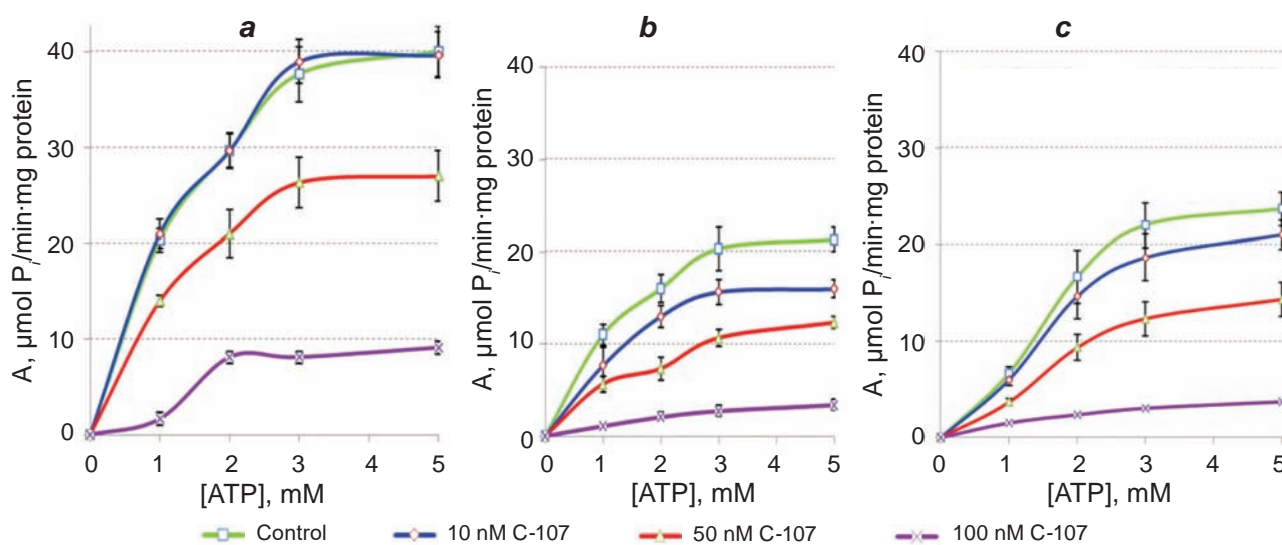 a
b
c
A, µmol Pi/min·mg protein
40
30
20
10
0
0 1 2 3 4 5
[ATP], mM
A, µmol Pi/min·mg protein
40
30
20
10
0
0 1 2 3 4 5
[ATP], mM
A, µmol Pi/min·mg protein
40
30
20
10
0
0 1 2 3 4 5
[ATP], mM
Control 10 nM C-107 50 nM C-107 100 nM C-107